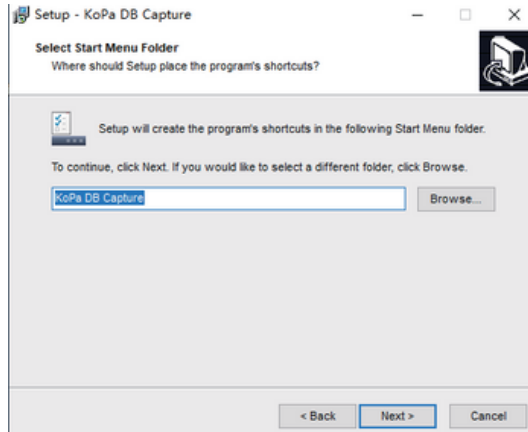 Setup - KoPa DB Capture
Select Start Menu Folder
Where should Setup place the program's shortcuts?
Setup will create the program's shortcuts in the following Start Menu folder.
To continue, click Next. If you would like to select a different folder, click Browse.
KoPa DB Capture
Browse...
< Back
Next >
Cancel